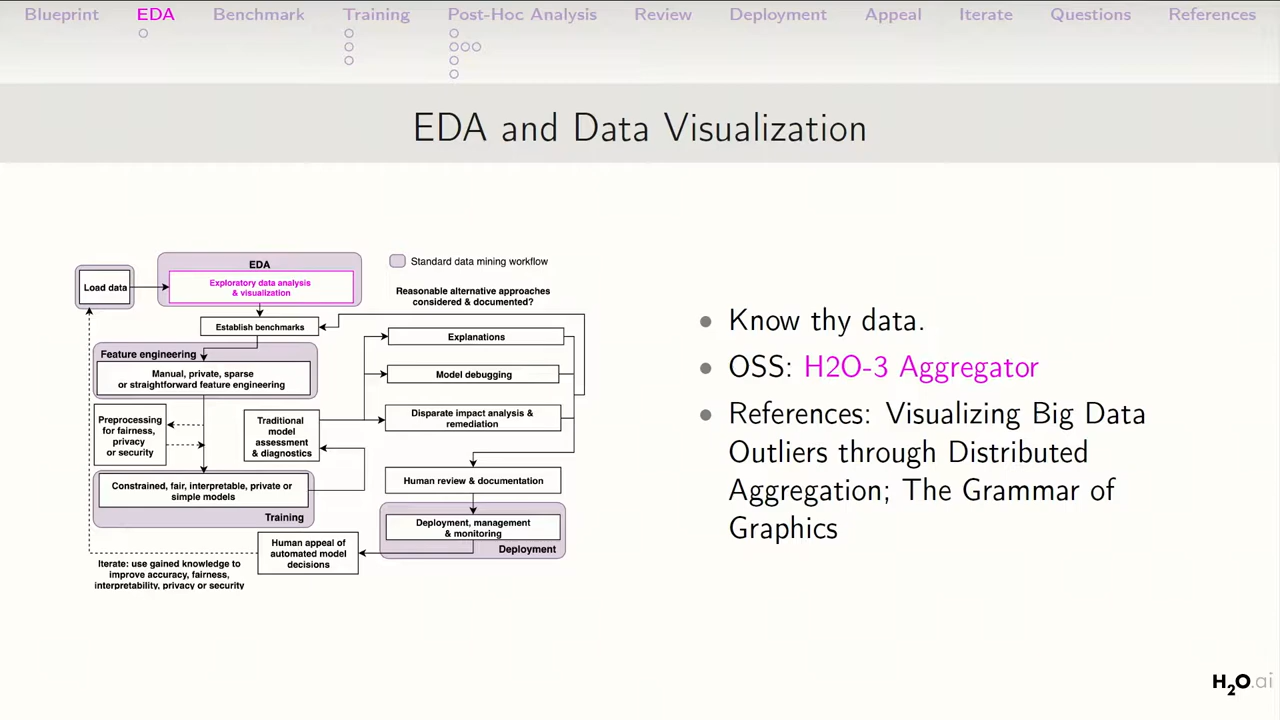 Blueprint EDA Benchmark Training Post-Hoc Analysis Review Deployment Appeal Iterate Questions References
EDA and Data Visualization
EDA
Exploratory data analysis
& visualization
Load data
Standard data mining workflow
Reasonable alternative approaches
considered & documented?
Establish benchmarks
Feature engineering
Manual, private, sparse
or straightforward feature engineering
Explanations
Model debugging
Disparate impact analysis &
remediation
Preprocessing
for fairness,
privacy
or security
Traditional
model
assessment
& diagnostics
Constrained, fair, interpretable, private or
simple models
Training
Human review & documentation
Deployment, management
& monitoring
Deployment
Human appeal of
automated model
decisions
Iterate: use gained knowledge to
improve accuracy, fairness,
interpretability, privacy or security
Know thy data.
OSS: H2O-3 Aggregator
References: Visualizing Big Data
Outliers through Distributed
Aggregation; The Grammar of
Graphics
H2O.ai